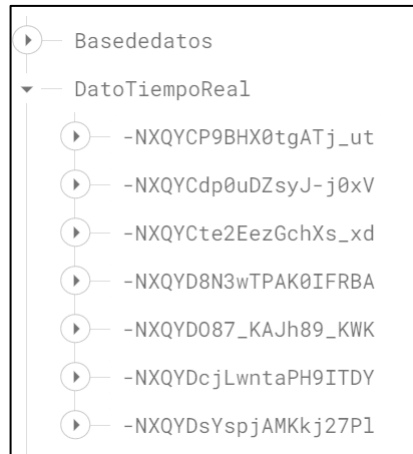 Basededatos
DatoTiempoReal
-NXQYCP9BHX0tgATj_ut
-NXQYCdp0uDZsyJ-j0xV
-NXQYCte2EezGchXs_xd
-NXQYD8N3wTPAK0IFRBA
-NXQYDO87_KAJh89_KWK
-NXQYDcjLwntaPH9ITDY
-NXQYDsYspjAMKkj27Pl